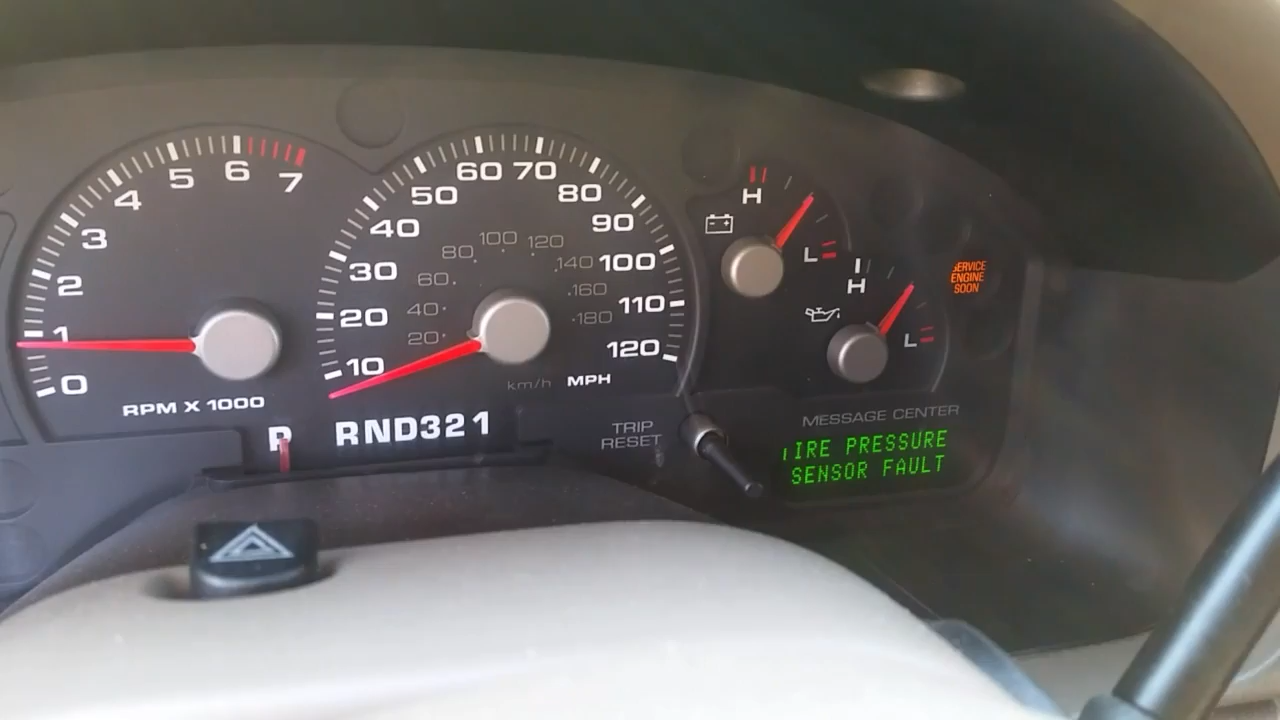 0
1
2
3
4
5
6
7
RPM X 1000
10
20
30
40
50
60
70
80
90
100
110
120
20
40
60
80
100
120
140
160
180
km/h
MPH
P
RND321
TRIP
RESET
H
L
H
L
SERVICE
ENGINE
SOON
MESSAGE CENTER
TIRE PRESSURE
SENSOR FAULT